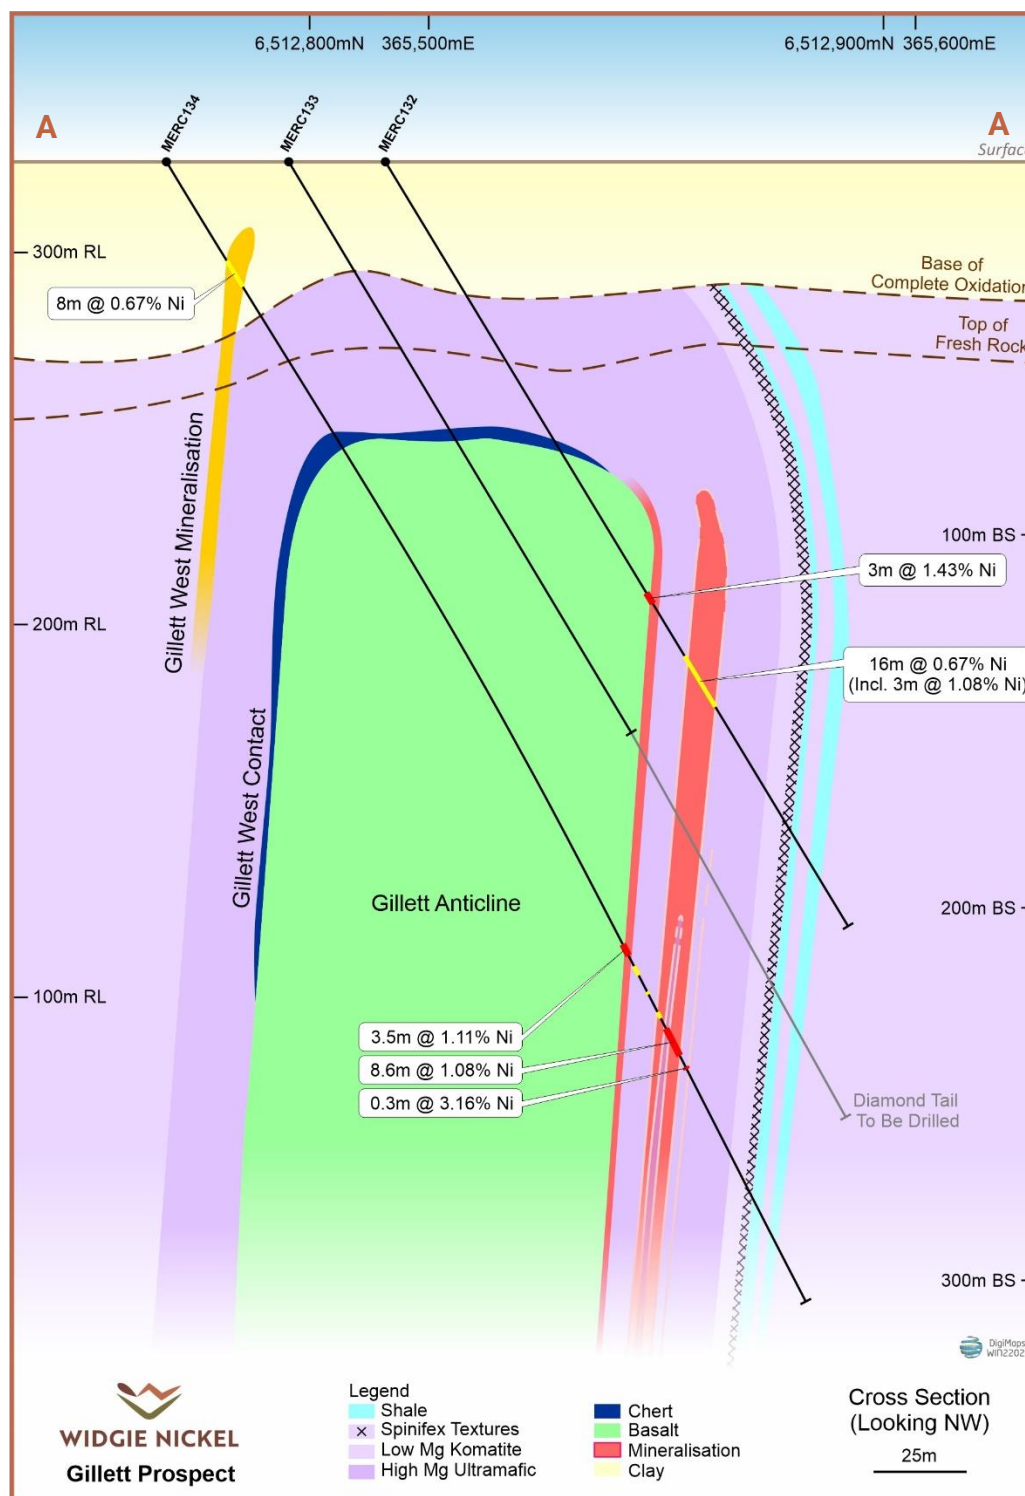 6,512,800mN 365,500mE 6,512,900mN 365,600mE
MERC134
MERC133
MERC132
A
A
Surface
300m RL
Base of
Complete Oxidation
8m @ 0.67% Ni
Top of
Fresh Rock
Gillett West Mineralisation
100m BS
3m @ 1.43% Ni
200m RL
16m @ 0.67% Ni
(Incl. 3m @ 1.08% Ni)
Gillett West Contact
Gillett Anticline
200m BS
100m RL
3.5m @ 1.11% Ni
8.6m @ 1.08% Ni
0.3m @ 3.16% Ni
Diamond Tail
To Be Drilled
300m BS
DigiMaps
WIN2202
WIDGIE NICKEL
Gillett Prospect
Legend
Shale
Spinifex Textures
Low Mg Komatite
High Mg Ultramafic
Chert
Basalt
Mineralisation
Clay
Cross Section
(Looking NW)
25m